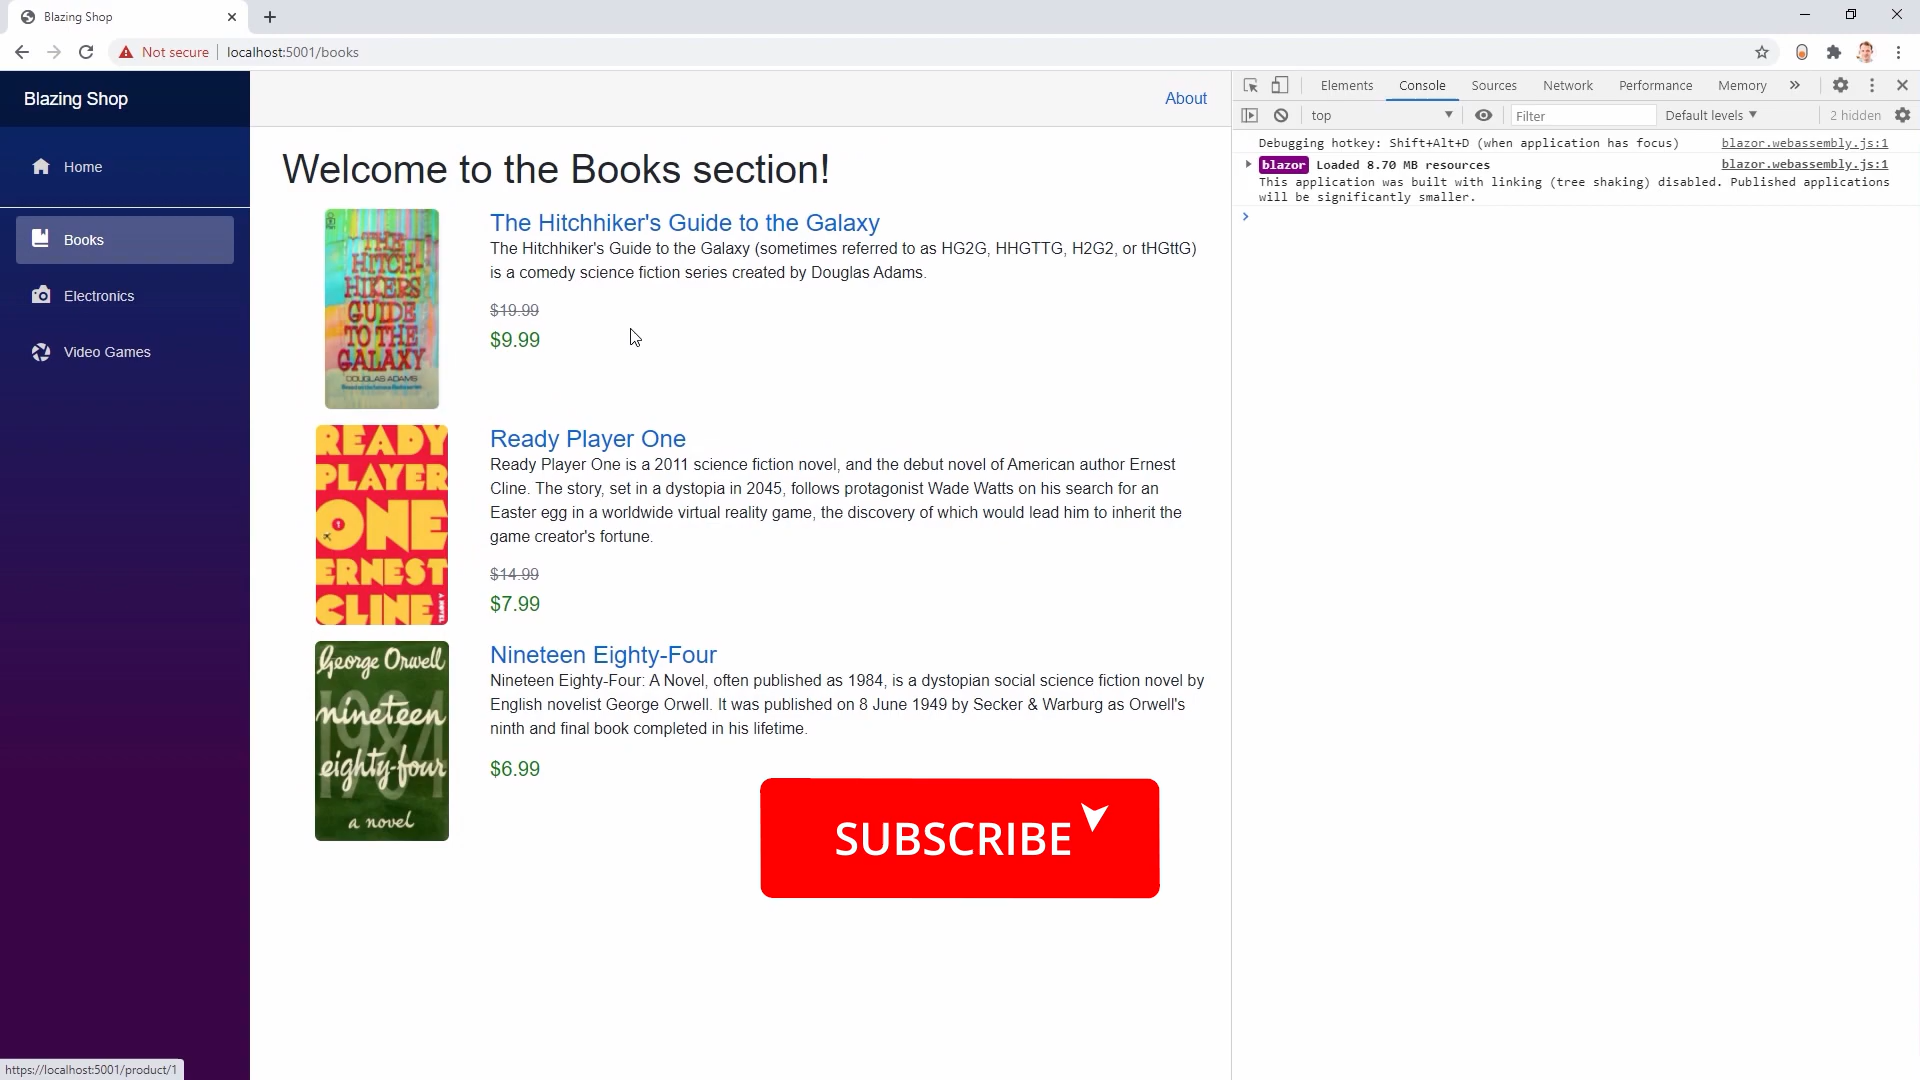 Blazing Shop
Not secure
localhost:5001/books
Blazing Shop
Home
Books
Electronics
Video Games
About
Welcome to the Books section!
THE
HITCH-
HIKERS
GUIDE
TO THE
GALAXY
DOUGLAS ADAMS
The Hitchhiker's Guide to the Galaxy
The Hitchhiker's Guide to the Galaxy (sometimes referred to as HG2G, HHGTTG, H2G2, or tHGttG)
is a comedy science fiction series created by Douglas Adams.
$19.99
$9.99
READY
PLAYER
ONE
ERNEST
CLINE
A NOVEL
Ready Player One
Ready Player One is a 2011 science fiction novel, and the debut novel of American author Ernest
Cline. The story, set in a dystopia in 2045, follows protagonist Wade Watts on his search for an
Easter egg in a worldwide virtual reality game, the discovery of which would lead him to inherit the
game creator's fortune.
$14.99
$7.99
George Orwell
1984
nineteen
eighty-four
a novel
Nineteen Eighty-Four
Nineteen Eighty-Four: A Novel, often published as 1984, is a dystopian social science fiction novel by
English novelist George Orwell. It was published on 8 June 1949 by Secker & Warburg as Orwell's
ninth and final book completed in his lifetime.
$6.99
SUBSCRIBE
https://localhost:5001/product/1
Elements
Console
Sources
Network
Performance
Memory
top
Filter
Default levels
2 hidden
Debugging hotkey: Shift+Alt+D (when application has focus)
blazor.webassembly.js:1
blazor Loaded 8.70 MB resources
blazor.webassembly.js:1
This application was built with linking (tree shaking) disabled. Published applications
will be significantly smaller.